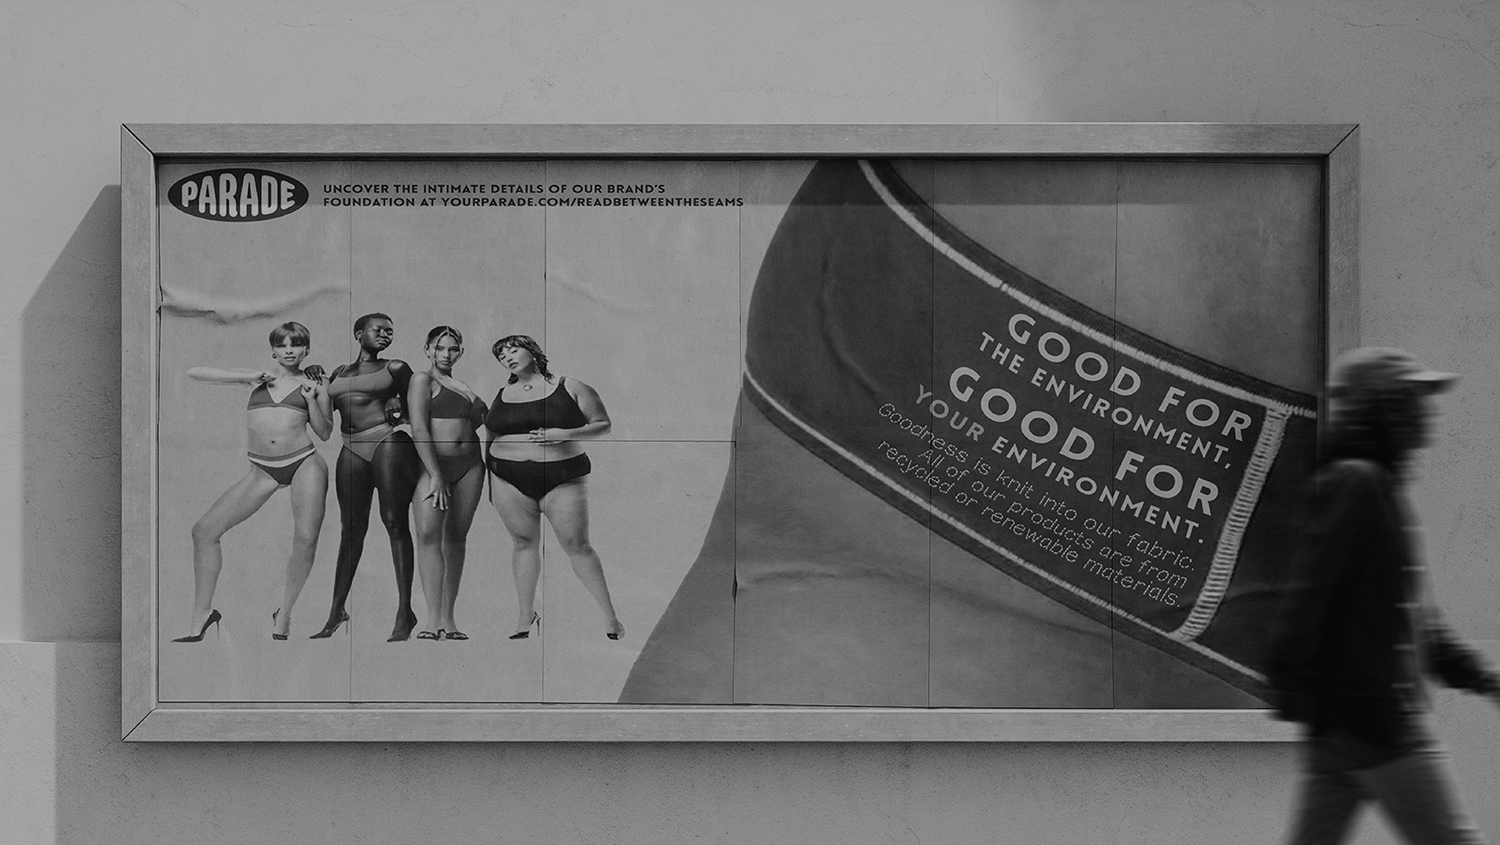 PARADE
UNCOVER THE INTIMATE DETAILS OF OUR BRAND'S
FOUNDATION AT YOURPARADE.COM/READBETWEENTHESEAMS
GOOD FOR
THE ENVIRONMENT,
GOOD FOR
YOUR ENVIRONMENT.
Goodness is knit into our fabric.
All of our products are from
recycled or renewable materials.